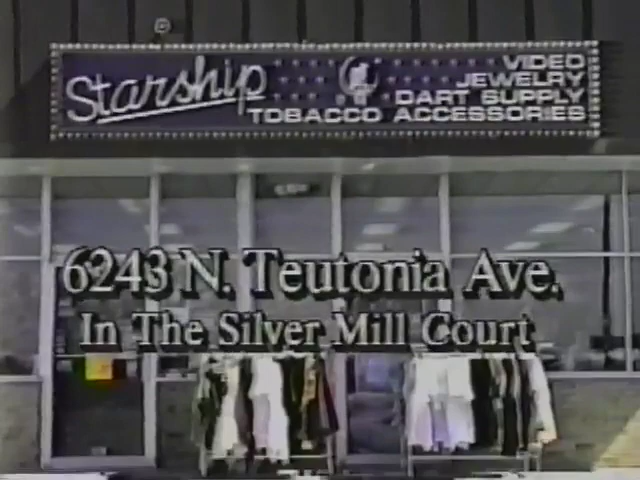 Starship
VIDEO
JEWELRY
DART SUPPLY
TOBACCO ACCESSORIES
6243 N. Teutonia Ave.
In The Silver Mill Court